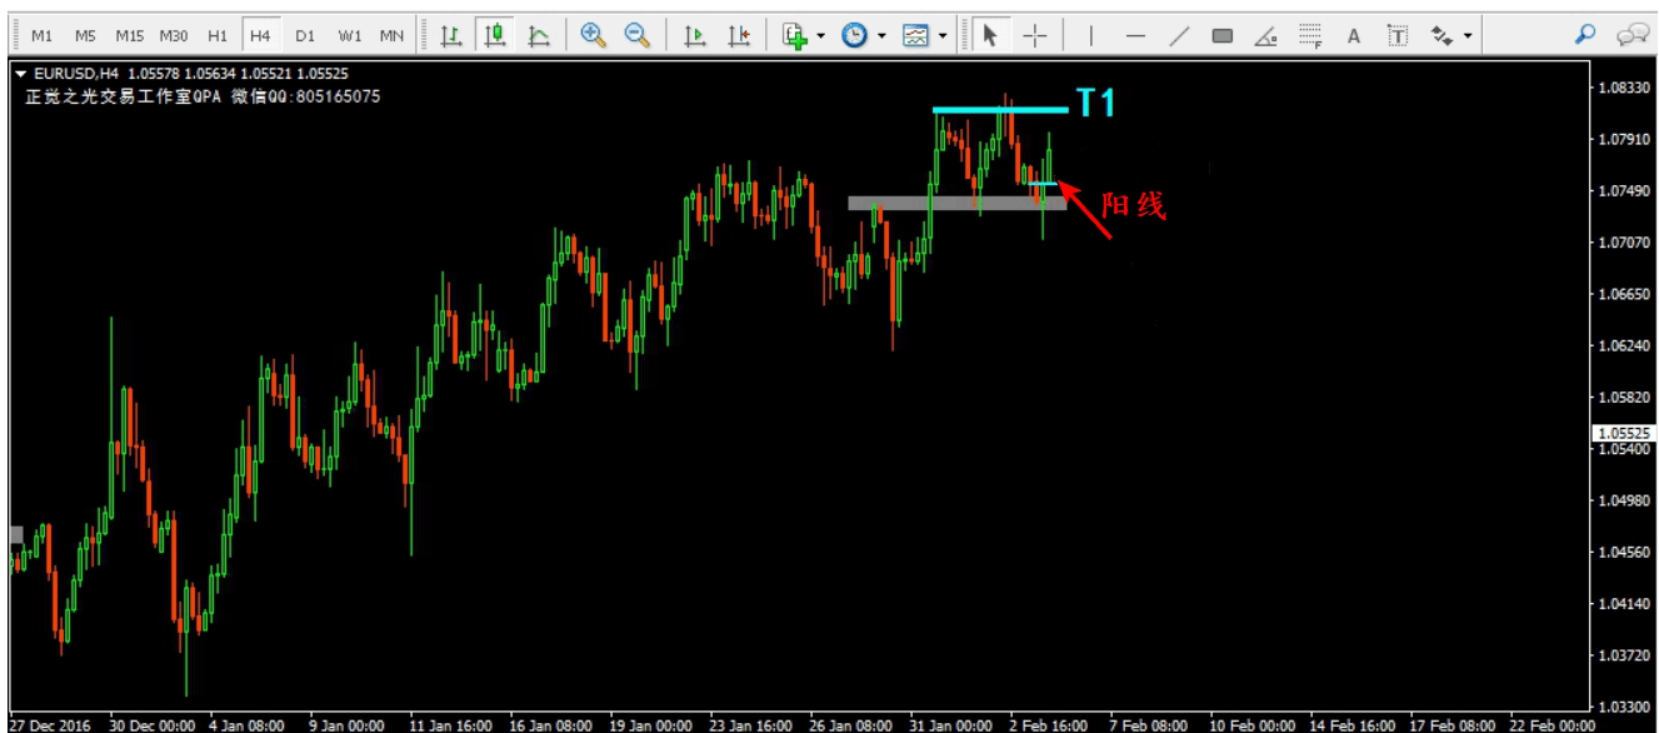 M1 M5 M15 M30 H1 H4 D1 W1 MN A T
EURUSD,H4 1.05578 1.05634 1.05521 1.05525
正觉之光交易工作室QPA 微信QQ:805165075
T1
阳线
1.08330
1.07910
1.07490
1.07070
1.06650
1.06240
1.05820
1.05525
1.05400
1.04980
1.04560
1.04140
1.03720
1.03300
27 Dec 2016 30 Dec 00:00 4 Jan 08:00 9 Jan 00:00 11 Jan 16:00 16 Jan 08:00 19 Jan 00:00 23 Jan 16:00 26 Jan 08:00 31 Jan 00:00 2 Feb 16:00 7 Feb 08:00 10 Feb 00:00 14 Feb 16:00 17 Feb 08:00 22 Feb 00:00